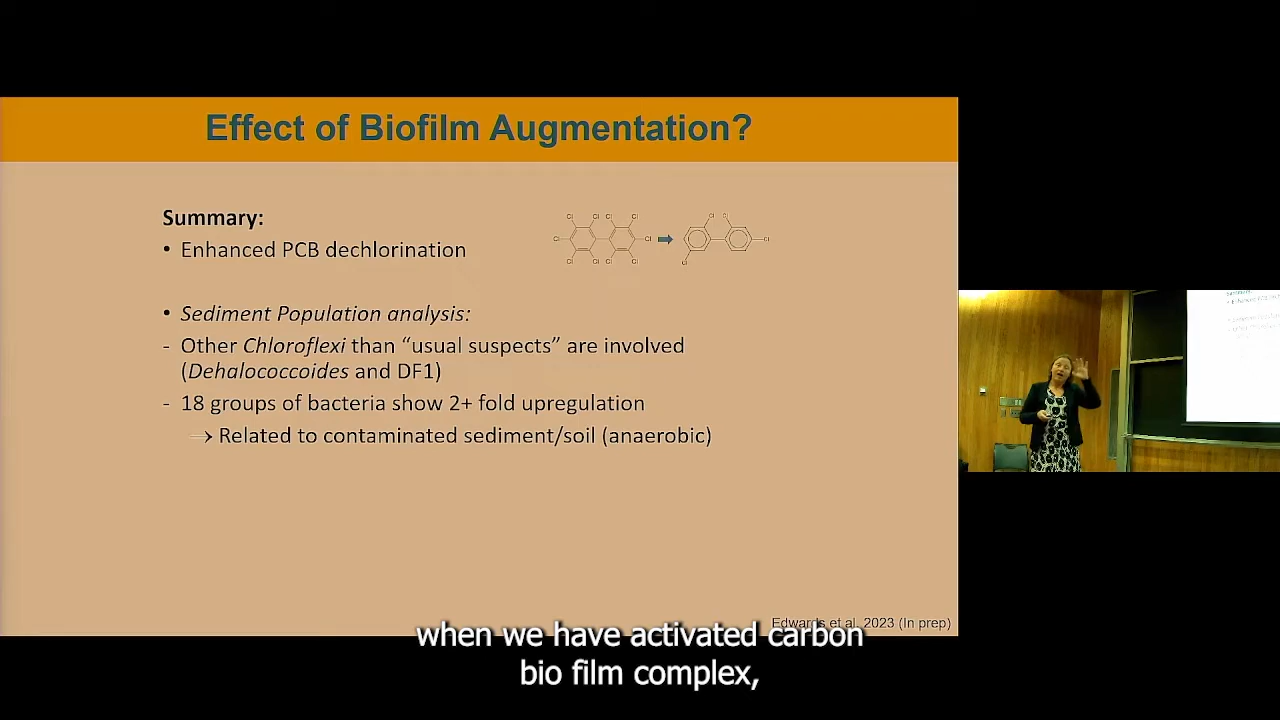 Effect of Biofilm Augmentation?
Summary:
• Enhanced PCB dechlorination
• Sediment Population analysis:
- Other Chloroflexi than “usual suspects” are involved
(Dehalococcoides and DF1)
- 18 groups of bacteria show 2+ fold upregulation
→ Related to contaminated sediment/soil (anaerobic)
Edwards et al. 2023 (In prep)
when we have activated carbon
bio film complex,